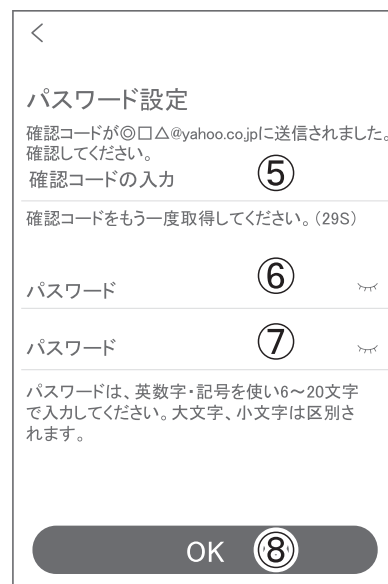 パスワード設定
確認コードが◎□△@yahoo.co.jpに送信されました。
確認してください。
確認コードの入力 ⑤
確認コードをもう一度取得してください。(29S)
パスワード ⑥
パスワード ⑦
パスワードは、英数字・記号を使い6～20文字
で入力してください。大文字、小文字は区別さ
れます。
OK ⑧